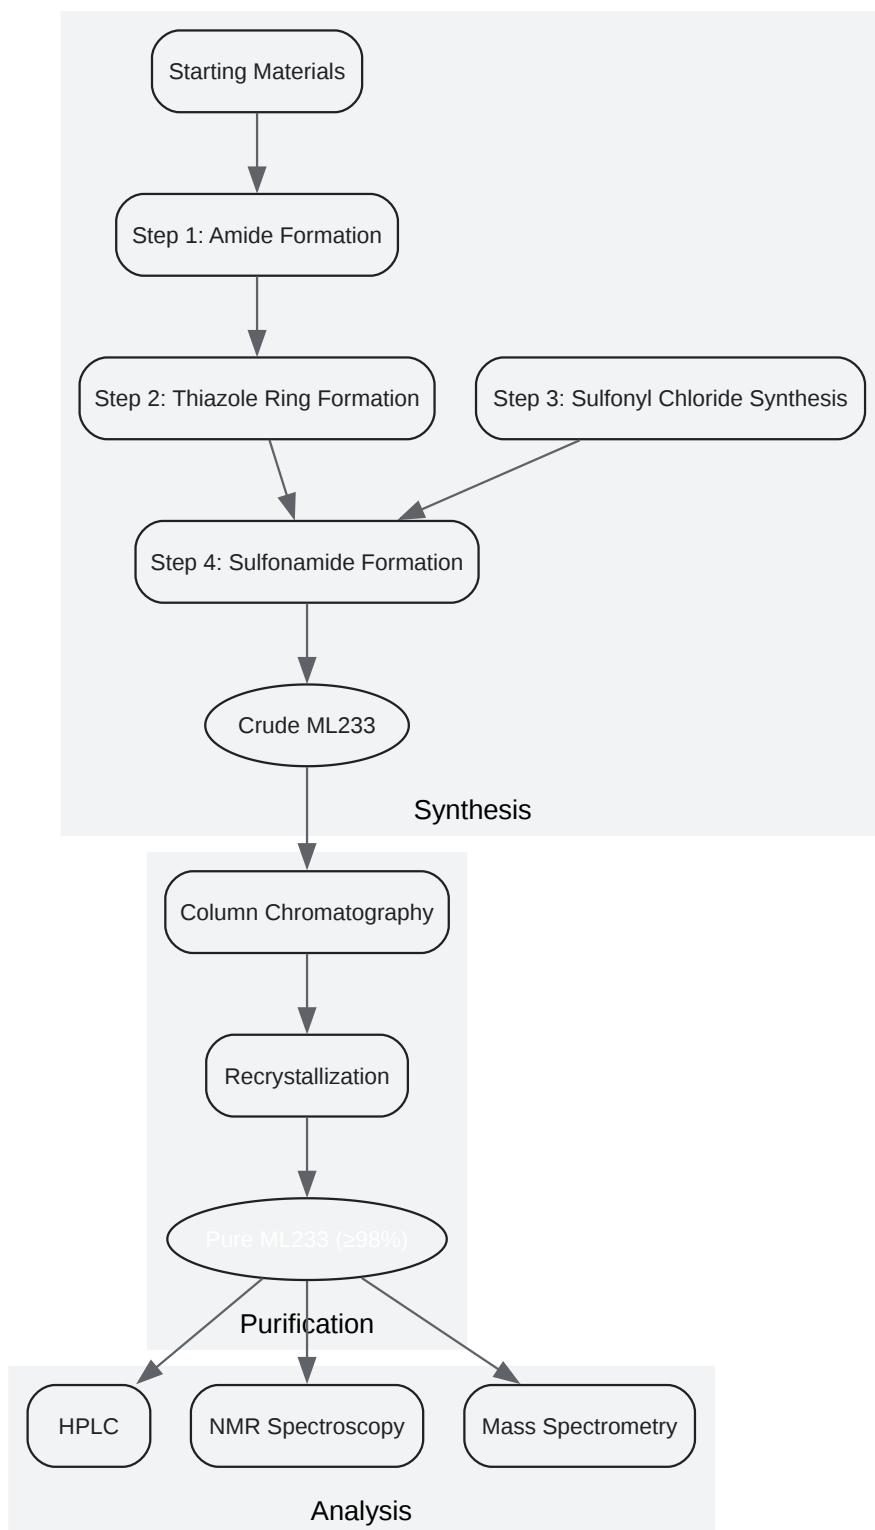 Starting Materials
Step 1: Amide Formation
Step 2: Thiazole Ring Formation
Step 3: Sulfonyl Chloride Synthesis
Step 4: Sulfonamide Formation
Crude ML233
Synthesis
Column Chromatography
Recrystallization
Pure ML233 (≥98%)
Purification
HPLC
NMR Spectroscopy
Mass Spectrometry
Analysis